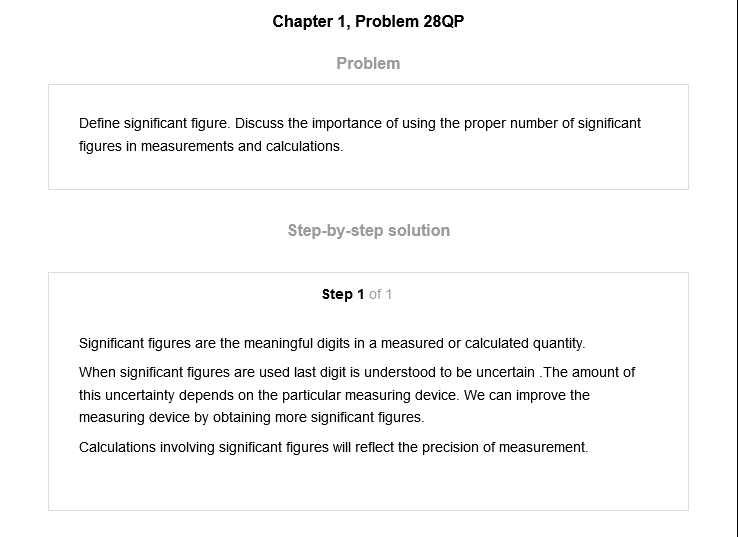 Chapter 1, Problem 28QP
Problem
Define significant figure. Discuss the importance of using the proper number of significant
figures in measurements and calculations.
Step-by-step solution
Step 1 of 1
Significant figures are the meaningful digits in a measured or calculated quantity.
When significant figures are used last digit is understood to be uncertain .The amount of
this uncertainty depends on the particular measuring device. We can improve the
measuring device by obtaining more significant figures.
Calculations involving significant figures will reflect the precision of measurement.